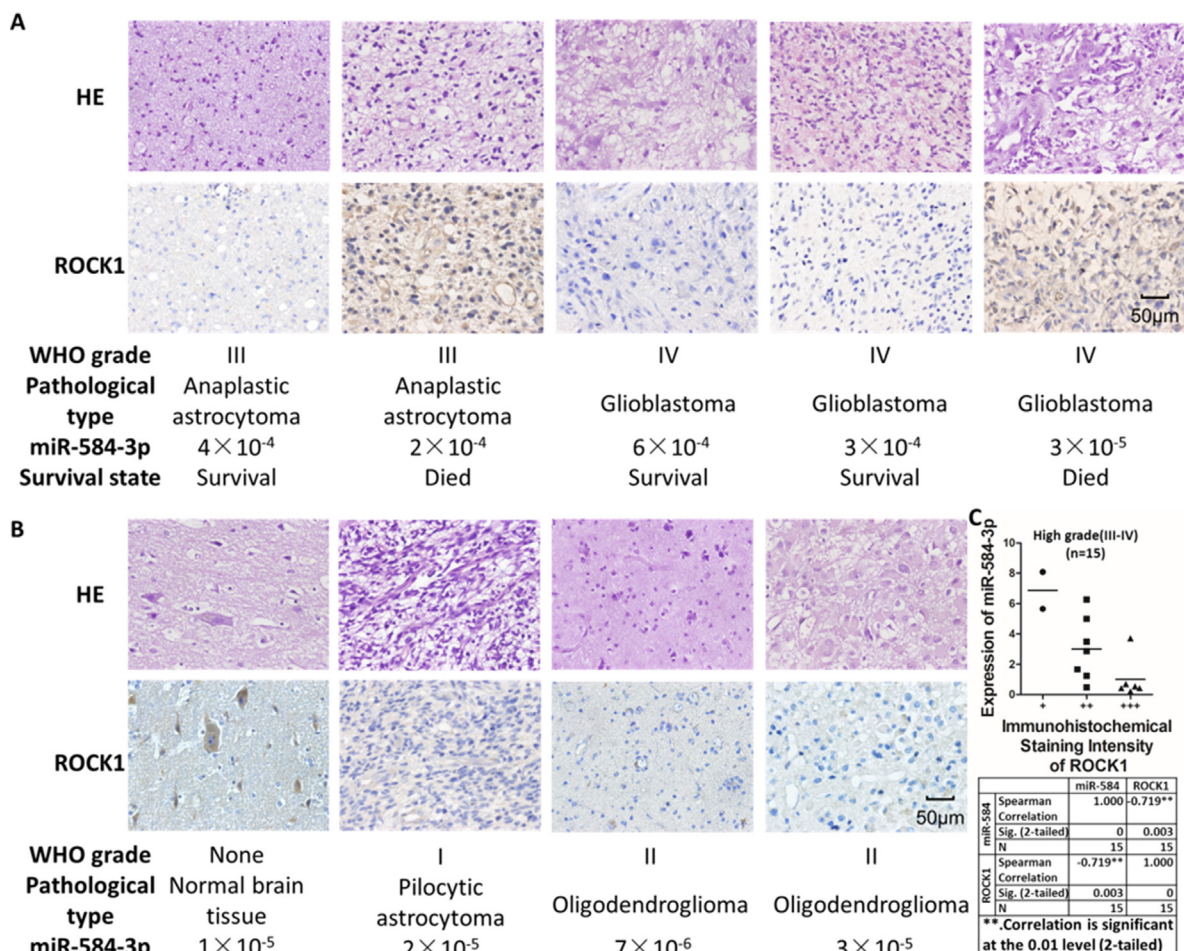 A
HE
ROCK1
50μm
WHO grade III III IV IV IV
Pathological type Anaplastic astrocytoma Anaplastic astrocytoma Glioblastoma Glioblastoma Glioblastoma
miR-584-3p 4×10-4 2×10-4 6×10-4 3×10-4 3×10-5
Survival state Survival Died Survival Survival Died
B
HE
ROCK1
50μm
WHO grade None I II II
Pathological type Normal brain tissue Pilocytic astrocytoma Oligodendroglioma Oligodendroglioma
miR-584-3p 1×10-5 2×10-5 7×10-6 3×10-5
C
High grade(III-IV)
(n=15)
Expression of miR-584-3p
10
8
6
4
2
0
+ ++ +++
Immunohistochemical
Staining Intensity
of ROCK1
miR-584 ROCK1
miR-584
Spearman Correlation 1.000 -0.719**
Sig. (2-tailed) 0 0.003
N 15 15
ROCK1
Spearman Correlation -0.719** 1.000
Sig. (2-tailed) 0.003 0
N 15 15
**.Correlation is significant
at the 0.01 level (2-tailed)